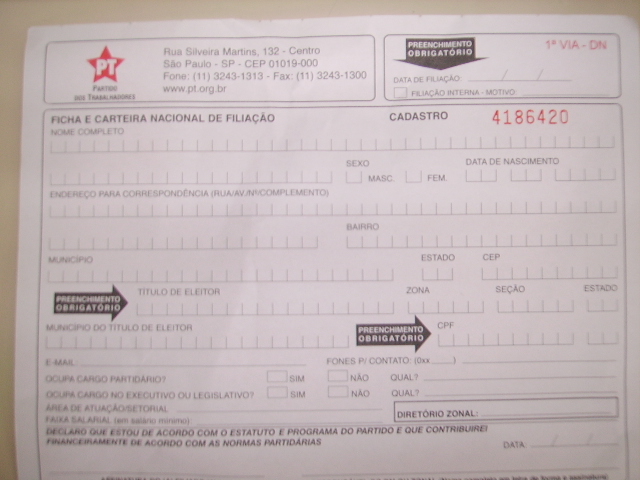 PT
PARTIDO
DOS TRABALHADORES
Rua Silveira Martins, 132 - Centro
São Paulo - SP - CEP 01019-000
Fone: (11) 3243-1313 - Fax: (11) 3243-1300
www.pt.org.br
PREENCHIMENTO
OBRIGATÓRIO
1ª VIA - DN
DATA DE FILIAÇÃO: / /
FILIAÇÃO INTERNA - MOTIVO:
FICHA E CARTEIRA NACIONAL DE FILIAÇÃO CADASTRO 4186420
NOME COMPLETO
SEXO DATA DE NASCIMENTO
MASC. FEM.
ENDEREÇO PARA CORRESPONDÊNCIA (RUA/AV./Nº/COMPLEMENTO)
BAIRRO
MUNICÍPIO ESTADO CEP
PREENCHIMENTO
OBRIGATÓRIO
TÍTULO DE ELEITOR ZONA SEÇÃO ESTADO
MUNICÍPIO DO TÍTULO DE ELEITOR
PREENCHIMENTO
OBRIGATÓRIO
CPF
E-MAIL: FONES P/ CONTATO: (0xx )
OCUPA CARGO PARTIDÁRIO? SIM NÃO QUAL?
OCUPA CARGO NO EXECUTIVO OU LEGISLATIVO? SIM NÃO QUAL?
ÁREA DE ATUAÇÃO/SETORIAL
FAIXA SALARIAL (em salário mínimo)
DIRETÓRIO ZONAL:
DECLARO QUE ESTOU DE ACORDO COM O ESTATUTO E PROGRAMA DO PARTIDO E QUE CONTRIBUIREI
FINANCEIRAMENTE DE ACORDO COM AS NORMAS PARTIDÁRIAS
DATA: / /